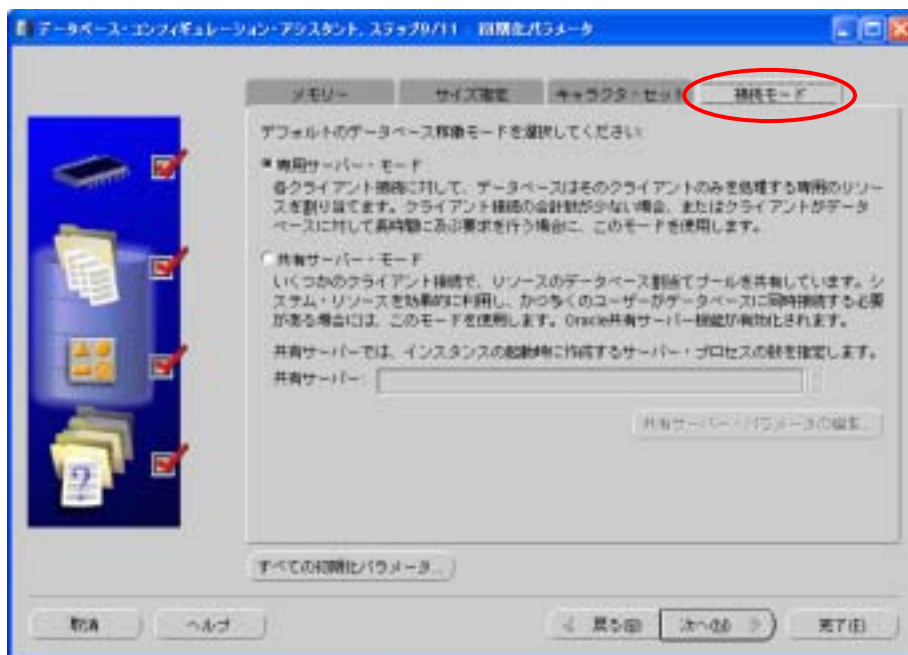 データベース・コンフィギュレーション・アシスタント, ステップ9/11 : 初期化パラメータ
メモリー
サイズ指定
キャラクタ・セット
接続モード
デフォルトのデータベース稼働モードを選択してください:
専用サーバー・モード
各クライアント接続に対して、データベースはそのクライアントのみを処理する専用のリソー
スを割り当てます。クライアント接続の合計数が少ない場合、またはクライアントがデータ
ベースに対して長時間に及ぶ要求を行う場合に、このモードを使用します。
共有サーバー・モード
いくつかのクライアント接続で、リソースのデータベース割当てプールを共有しています。シ
ステム・リソースを効果的に利用し、かつ多くのユーザーがデータベースに同時接続する必要
がある場合には、このモードを使用します。Oracle共有サーバー機能が有効化されます。
共有サーバーでは、インスタンスの起動時に作成するサーバー・プロセスの数を指定します。
共有サーバー:
共有サーバー・パラメータの編集...
すべての初期化パラメータ...
取消
ヘルプ
戻る(B)
次へ(N)
完了(F)